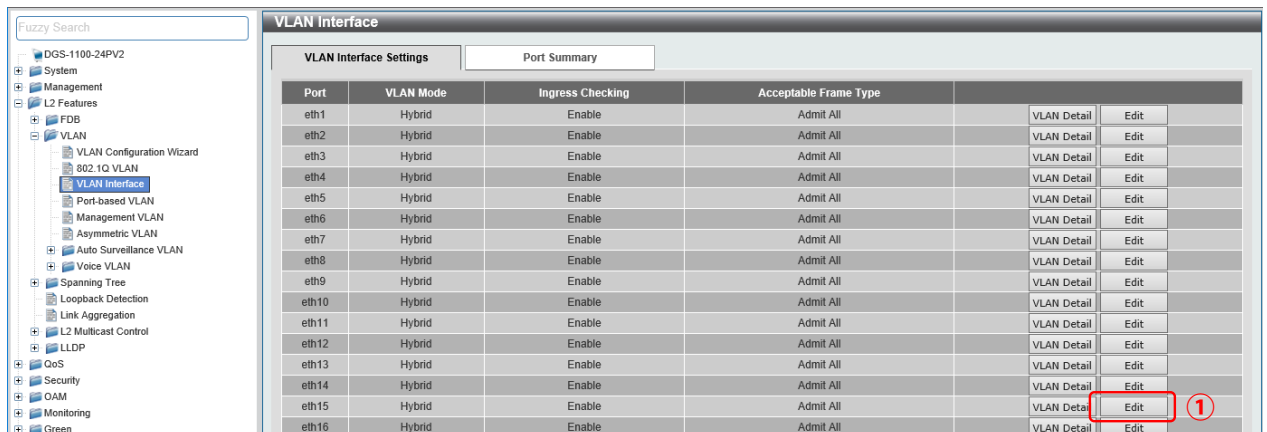 Fuzzy Search
DGS-1100-24PV2
System
Management
L2 Features
FDB
VLAN
VLAN Configuration Wizard
802.1Q VLAN
VLAN Interface
Port-based VLAN
Management VLAN
Asymmetric VLAN
Auto Surveillance VLAN
Voice VLAN
Spanning Tree
Loopback Detection
Link Aggregation
L2 Multicast Control
LLDP
QoS
Security
OAM
Monitoring
Green
VLAN Interface
VLAN Interface Settings Port Summary
Port VLAN Mode Ingress Checking Acceptable Frame Type
eth1 Hybrid Enable Admit All VLAN Detail Edit
eth2 Hybrid Enable Admit All VLAN Detail Edit
eth3 Hybrid Enable Admit All VLAN Detail Edit
eth4 Hybrid Enable Admit All VLAN Detail Edit
eth5 Hybrid Enable Admit All VLAN Detail Edit
eth6 Hybrid Enable Admit All VLAN Detail Edit
eth7 Hybrid Enable Admit All VLAN Detail Edit
eth8 Hybrid Enable Admit All VLAN Detail Edit
eth9 Hybrid Enable Admit All VLAN Detail Edit
eth10 Hybrid Enable Admit All VLAN Detail Edit
eth11 Hybrid Enable Admit All VLAN Detail Edit
eth12 Hybrid Enable Admit All VLAN Detail Edit
eth13 Hybrid Enable Admit All VLAN Detail Edit
eth14 Hybrid Enable Admit All VLAN Detail Edit
eth15 Hybrid Enable Admit All VLAN Detail Edit ①
eth16 Hybrid Enable Admit All VLAN Detail Edit